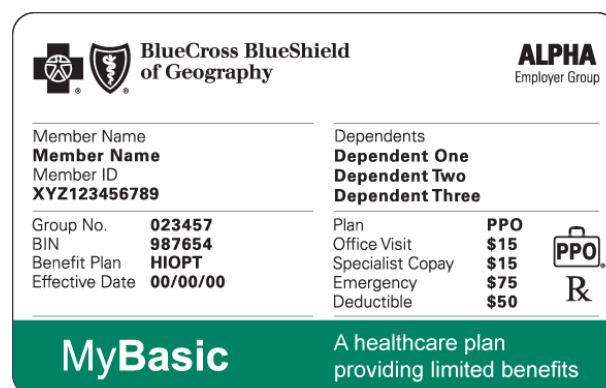 BlueCross BlueShield
of Geography
ALPHA
Employer Group
Member Name
Member Name
Member ID
XYZ123456789
Dependents
Dependent One
Dependent Two
Dependent Three
Group No. 023457
BIN 987654
Benefit Plan HIOPT
Effective Date 00/00/00
Plan PPO
Office Visit $15
Specialist Copay $15
Emergency $75
Deductible $50
PPO®
Rx
MyBasic
A healthcare plan
providing limited benefits